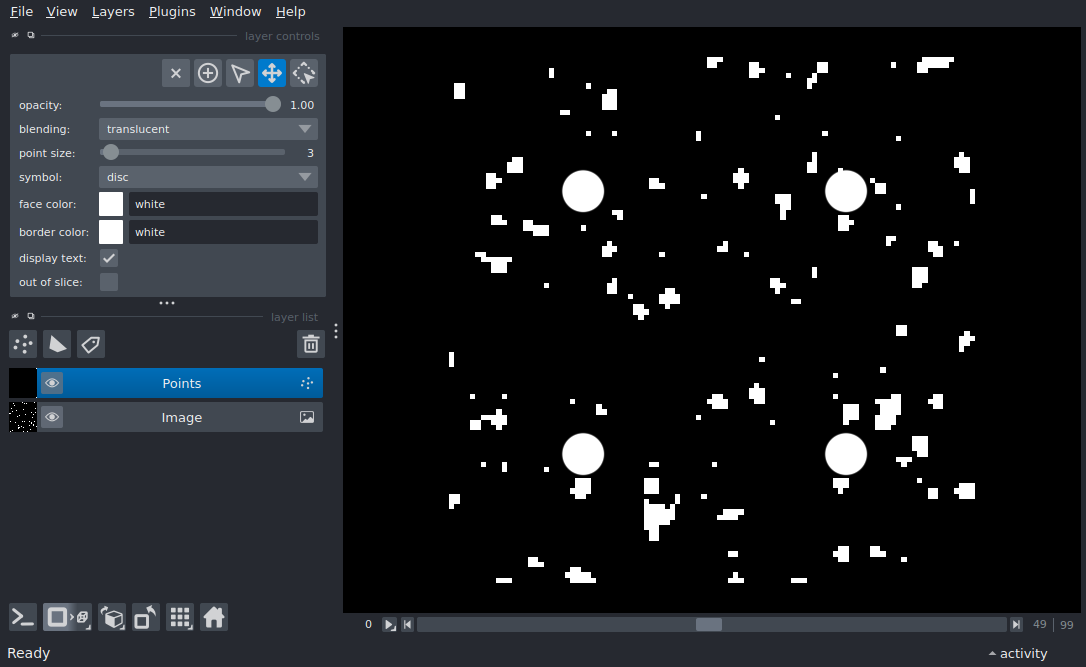 File View Layers Plugins Window Help
layer controls
opacity: 1.00
blending: translucent
point size: 3
symbol: disc
face color: white
border color: white
display text:
out of slice:
layer list
Points
Image
0 49 99
Ready activity